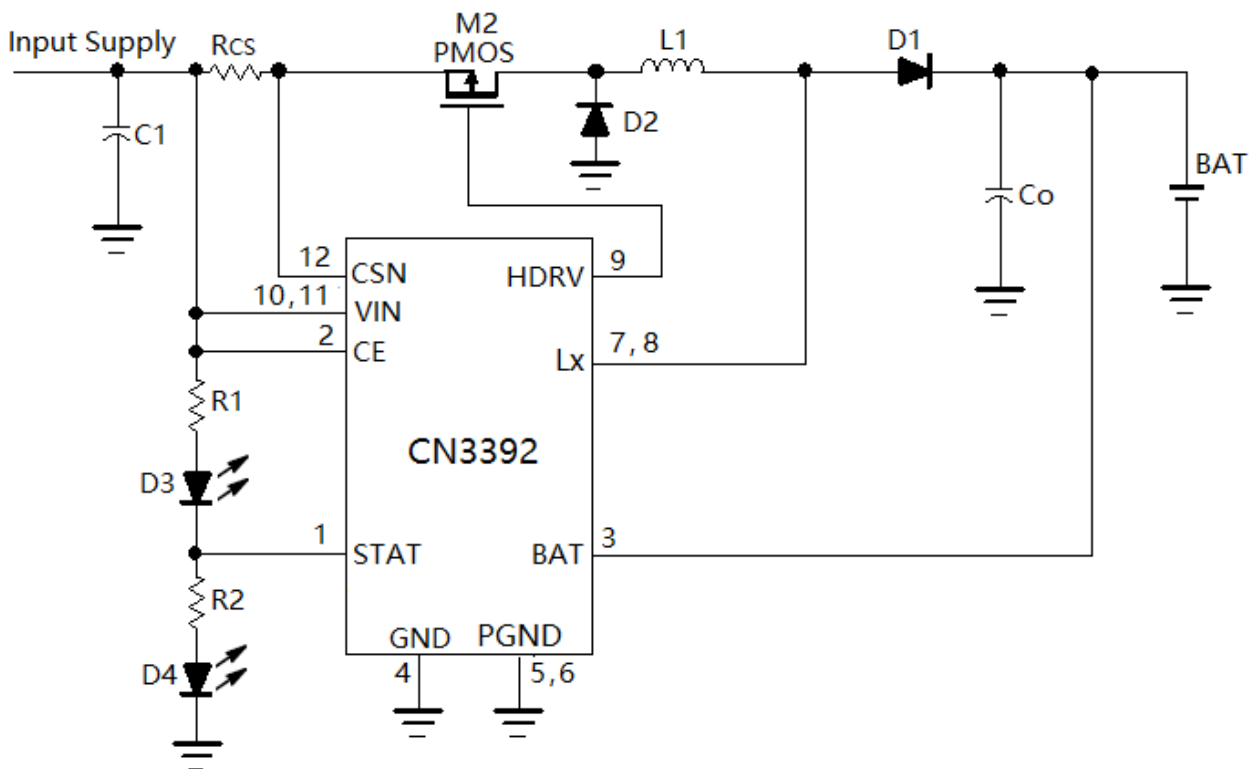 Input Supply
Rcs
M2
PMOS
L1
D1
C1
D2
BAT
Co
12
CSN
HDRV
9
10,11
VIN
2
CE
7,8
Lx
R1
CN3392
D3
1
STAT
3
BAT
R2
GND
PGND
D4
4
5,6